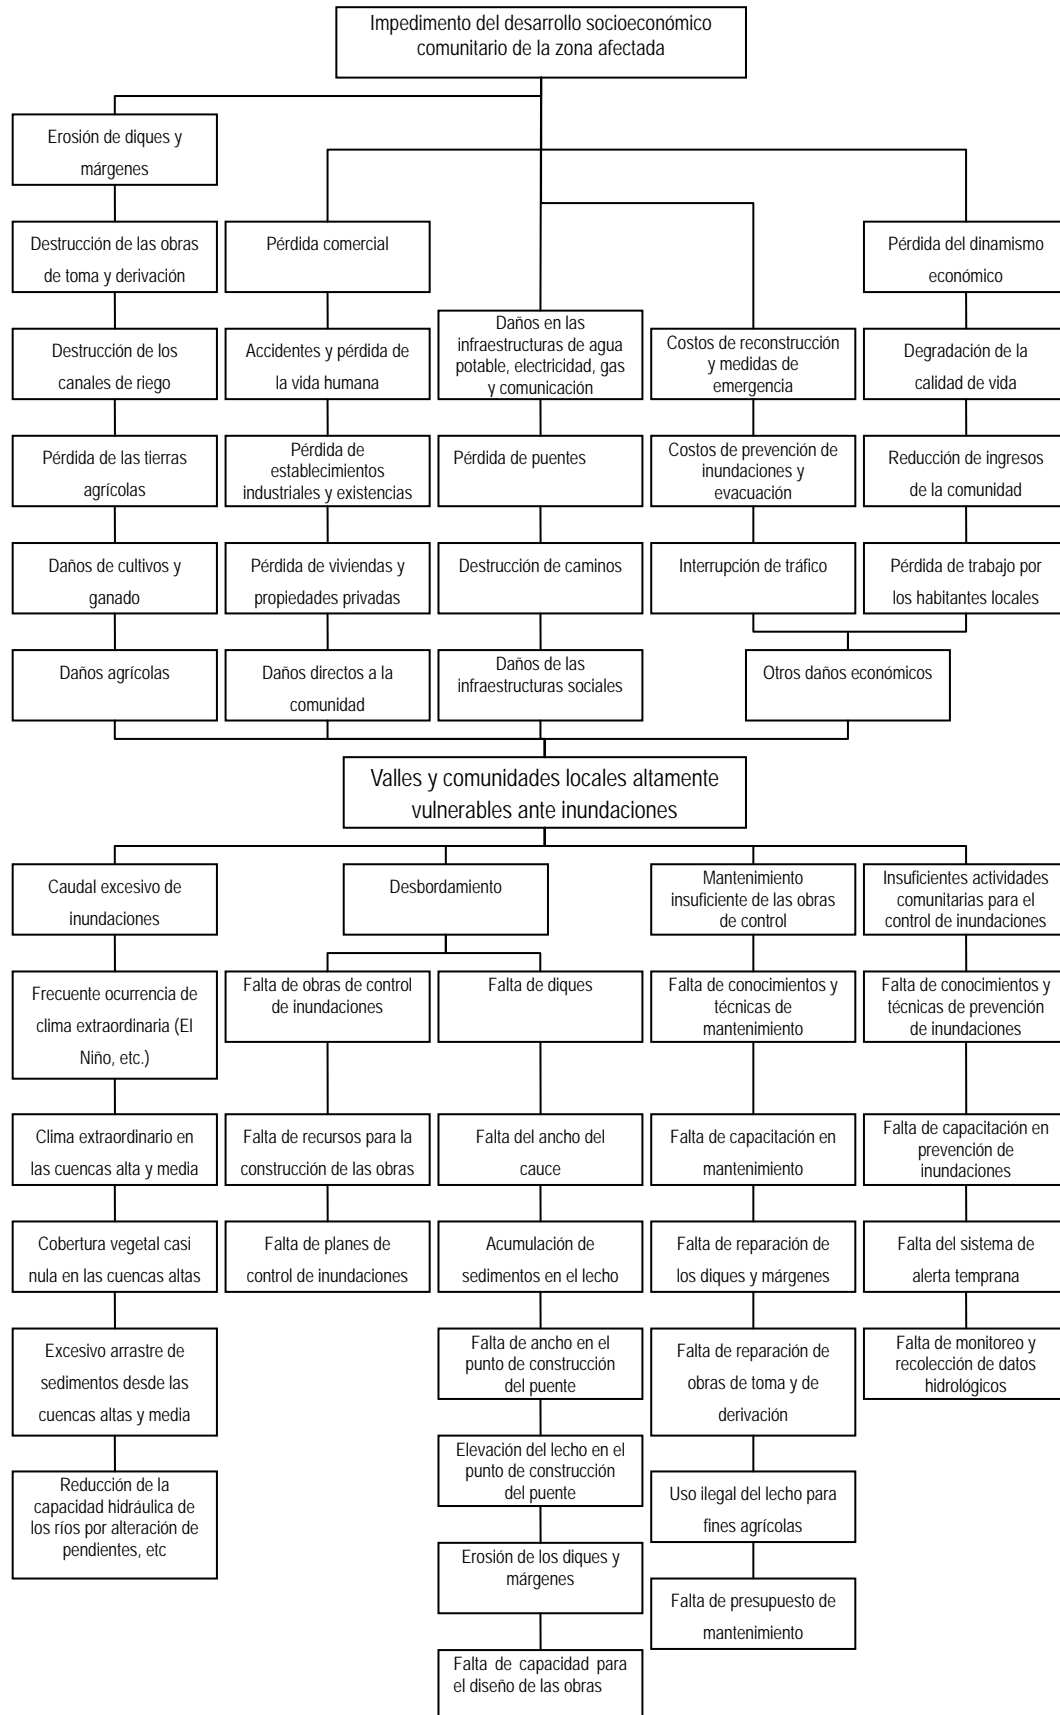 Impedimento del desarrollo socioeconómico
comunitario de la zona afectada
Erosión de diques y
márgenes
Destrucción de las obras
de toma y derivación
Pérdida comercial
Pérdida del dinamismo
económico
Destrucción de los
canales de riego
Accidentes y pérdida de
la vida humana
Daños en las
infraestructuras de agua
potable, electricidad, gas
y comunicación
Costos de reconstrucción
y medidas de
emergencia
Degradación de la
calidad de vida
Pérdida de las tierras
agrícolas
Pérdida de
establecimientos
industriales y existencias
Pérdida de puentes
Costos de prevención de
inundaciones y
evacuación
Reducción de ingresos
de la comunidad
Daños de cultivos y
ganado
Pérdida de viviendas y
propiedades privadas
Destrucción de caminos
Interrupción de tráfico
Pérdida de trabajo por
los habitantes locales
Daños agrícolas
Daños directos a la
comunidad
Daños de las
infraestructuras sociales
Otros daños económicos
Valles y comunidades locales altamente
vulnerables ante inundaciones
Caudal excesivo de
inundaciones
Desbordamiento
Mantenimiento
insuficiente de las obras
de control
Insuficientes actividades
comunitarias para el
control de inundaciones
Frecuente ocurrencia de
clima extraordinaria (El
Niño, etc.)
Falta de obras de control
de inundaciones
Falta de diques
Falta de conocimientos y
técnicas de
mantenimiento
Falta de conocimientos y
técnicas de prevención
de inundaciones
Clima extraordinario en
las cuencas alta y media
Falta de recursos para la
construcción de las obras
Falta del ancho del
cauce
Falta de capacitación en
mantenimiento
Falta de capacitación en
prevención de
inundaciones
Cobertura vegetal casi
nula en las cuencas altas
Falta de planes de
control de inundaciones
Acumulación de
sedimentos en el lecho
Falta de reparación de
los diques y márgenes
Falta del sistema de
alerta temprana
Excesivo arrastre de
sedimentos desde las
cuencas altas y media
Falta de ancho en el
punto de construcción
del puente
Falta de reparación de
obras de toma y de
derivación
Falta de monitoreo y
recolección de datos
hidrológicos
Reducción de la
capacidad hidráulica de
los ríos por alteración de
pendientes, etc
Elevación del lecho en el
punto de construcción
del puente
Uso ilegal del lecho para
fines agrícolas
Erosión de los diques y
márgenes
Falta de presupuesto de
mantenimiento
Falta de capacidad para
el diseño de las obras